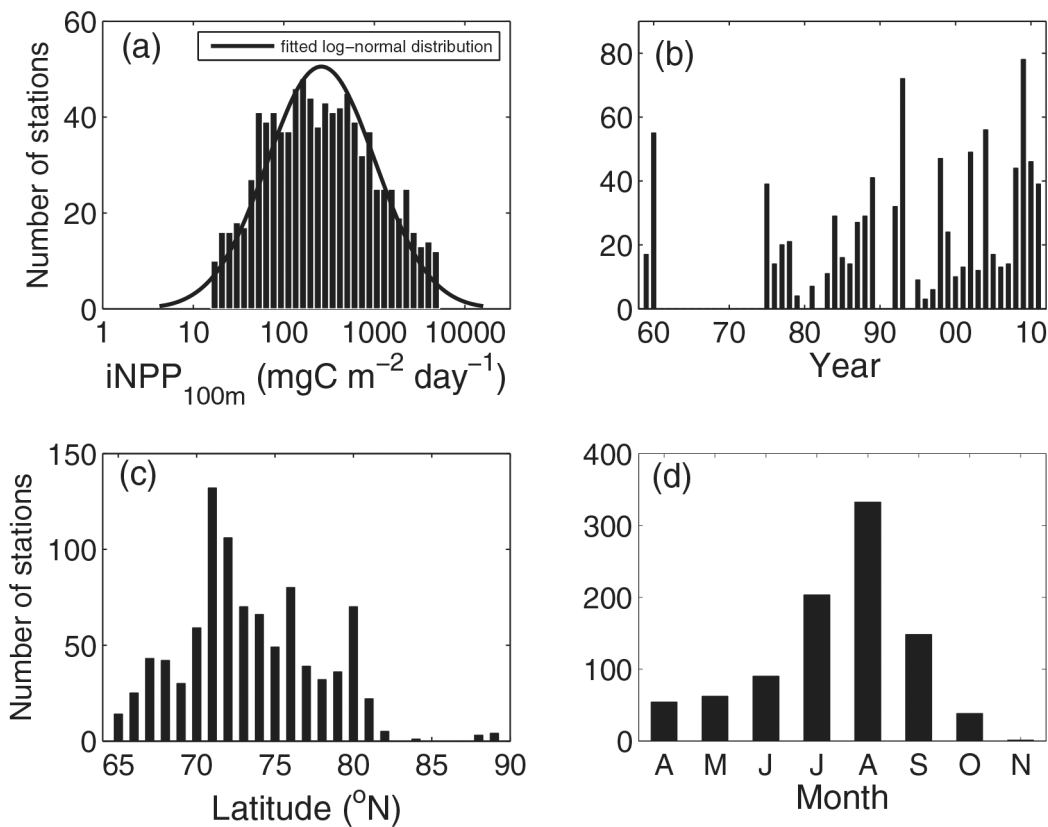 (a)
fitted log−normal distribution
60
40
20
0
Number of stations
1 10 100 1000 10000
iNPP100m (mgC m−2 day−1)
(b)
80
60
40
20
0
60 70 80 90 00 10
Year
(c)
150
100
50
0
Number of stations
65 70 75 80 85 90
Latitude (oN)
(d)
400
300
200
100
0
A M J J A S O N
Month